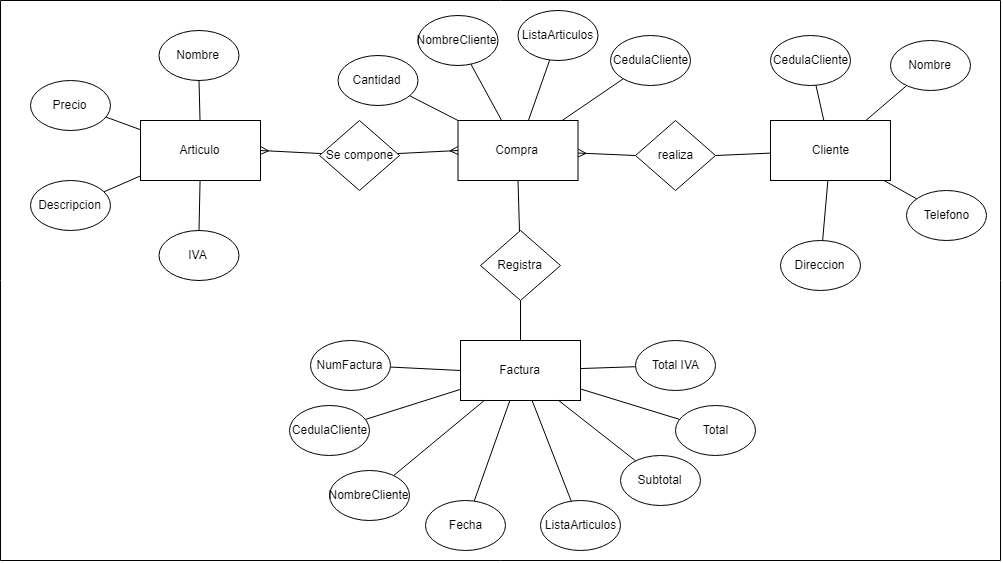 Nombre
Precio
Articulo
Descripcion
IVA
Se compone
Cantidad
NombreCliente
ListaArticulos
CedulaCliente
Compra
realiza
CedulaCliente
Nombre
Cliente
Telefono
Direccion
Registra
Factura
NumFactura
CedulaCliente
NombreCliente
Fecha
ListaArticulos
Subtotal
Total
Total IVA